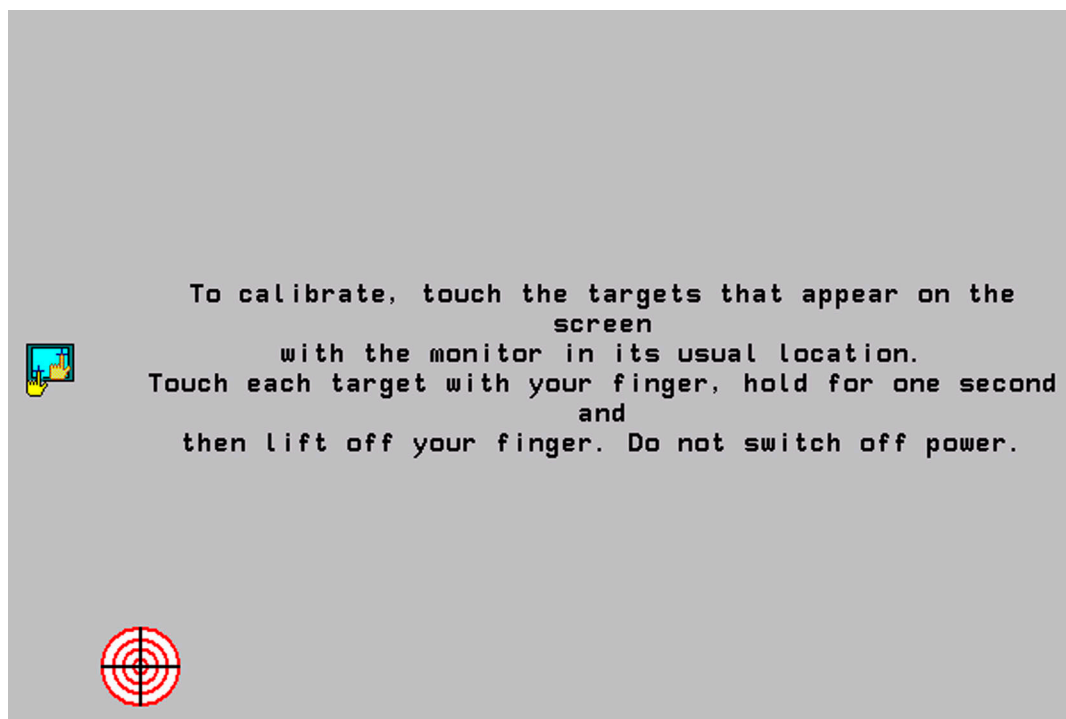 To calibrate, touch the targets that appear on the
screen
with the monitor in its usual location.
Touch each target with your finger, hold for one second
and
then lift off your finger. Do not switch off power.